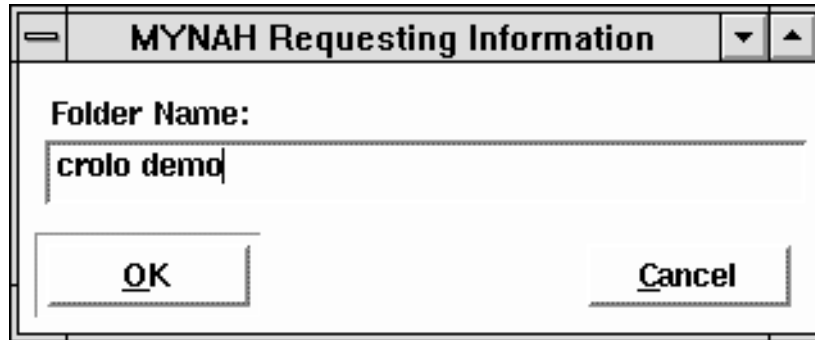 MYNAH Requesting Information
Folder Name:
crolo demo
OK
Cancel